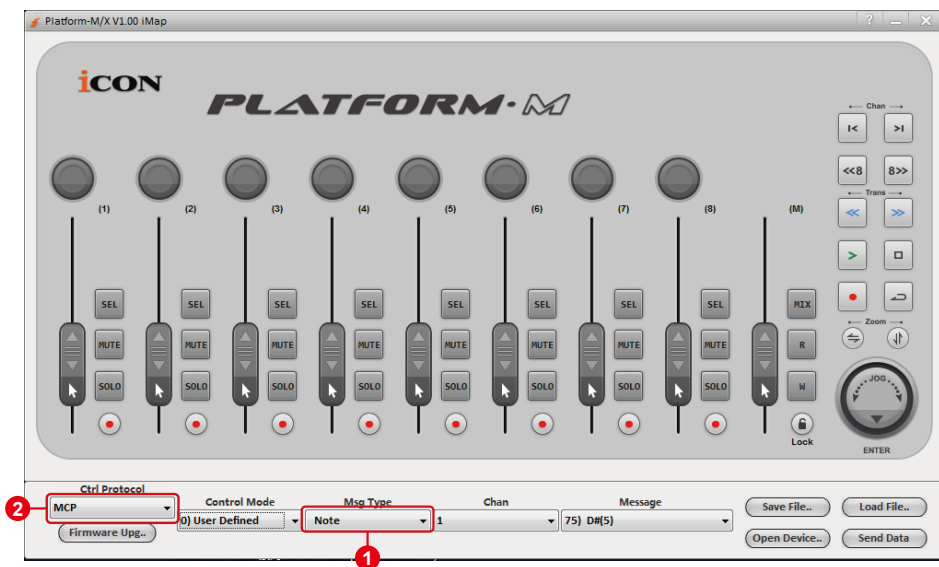 Platform-M/X V1.00 iMap
? — X
iCON
PLATFORM·M
Chan
I< >I
<<8 8>>
Trans
<< >>
(1) (2) (3) (4) (5) (6) (7) (8) (M)
>
SEL SEL SEL SEL SEL SEL SEL SEL MIX
Zoom
MUTE MUTE MUTE MUTE MUTE MUTE MUTE MUTE R
JOG
SOLO SOLO SOLO SOLO SOLO SOLO SOLO SOLO W
Lock
ENTER
Ctrl Protocol
Control Mode Msg Type Chan Message
2 MCP
0) User Defined Note 1 75) D#(5)
Save File.. Load File..
Firmware Upg..
Open Device.. Send Data
1